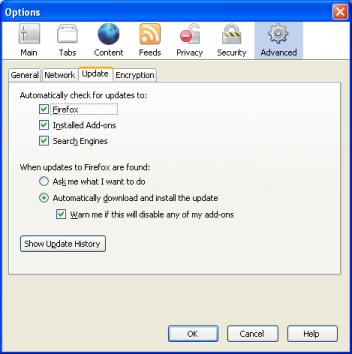 Options
Main Tabs Content Feeds Privacy Security Advanced
General Network Update Encryption
Automatically check for updates to:
Firefox
Installed Add-ons
Search Engines
When updates to Firefox are found:
Ask me what I want to do
Automatically download and install the update
Warn me if this will disable any of my add-ons
Show Update History
OK Cancel Help